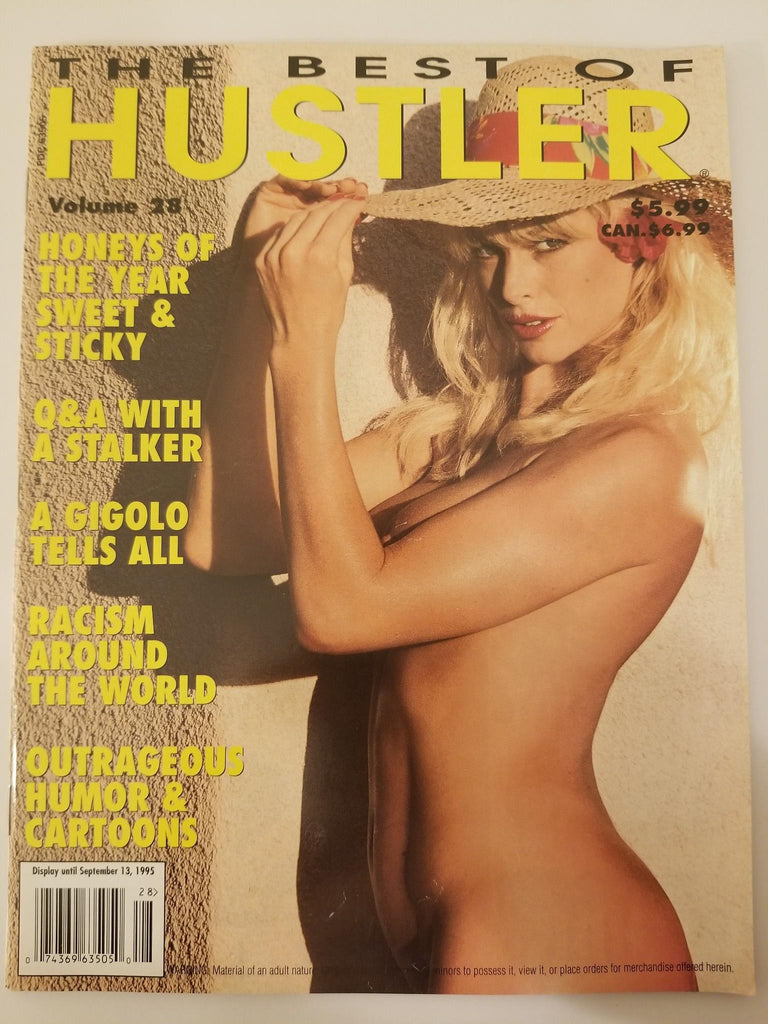 THE BEST OF
HUSTLER®
Volume 28
$5.99
CAN.$6.99
HONEYS OF
THE YEAR
SWEET &
STICKY
Q&A WITH
A STALKER
A GIGOLO
TELLS ALL
RACISM
AROUND
THE WORLD
OUTRAGEOUS
HUMOR &
CARTOONS
Display until September 13, 1995
28>
0 74369 63505 0
WARNING: Material of an adult nature minors to possess it, view it, or place orders for merchandise offered herein.